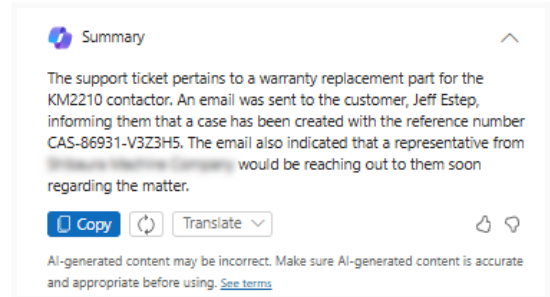 Summary
The support ticket pertains to a warranty replacement part for the
KM2210 contactor. An email was sent to the customer, Jeff Estep,
informing them that a case has been created with the reference number
CAS-86931-V3Z3H5. The email also indicated that a representative from
would be reaching out to them soon
regarding the matter.
Copy Translate
AI-generated content may be incorrect. Make sure AI-generated content is accurate
and appropriate before using. See terms